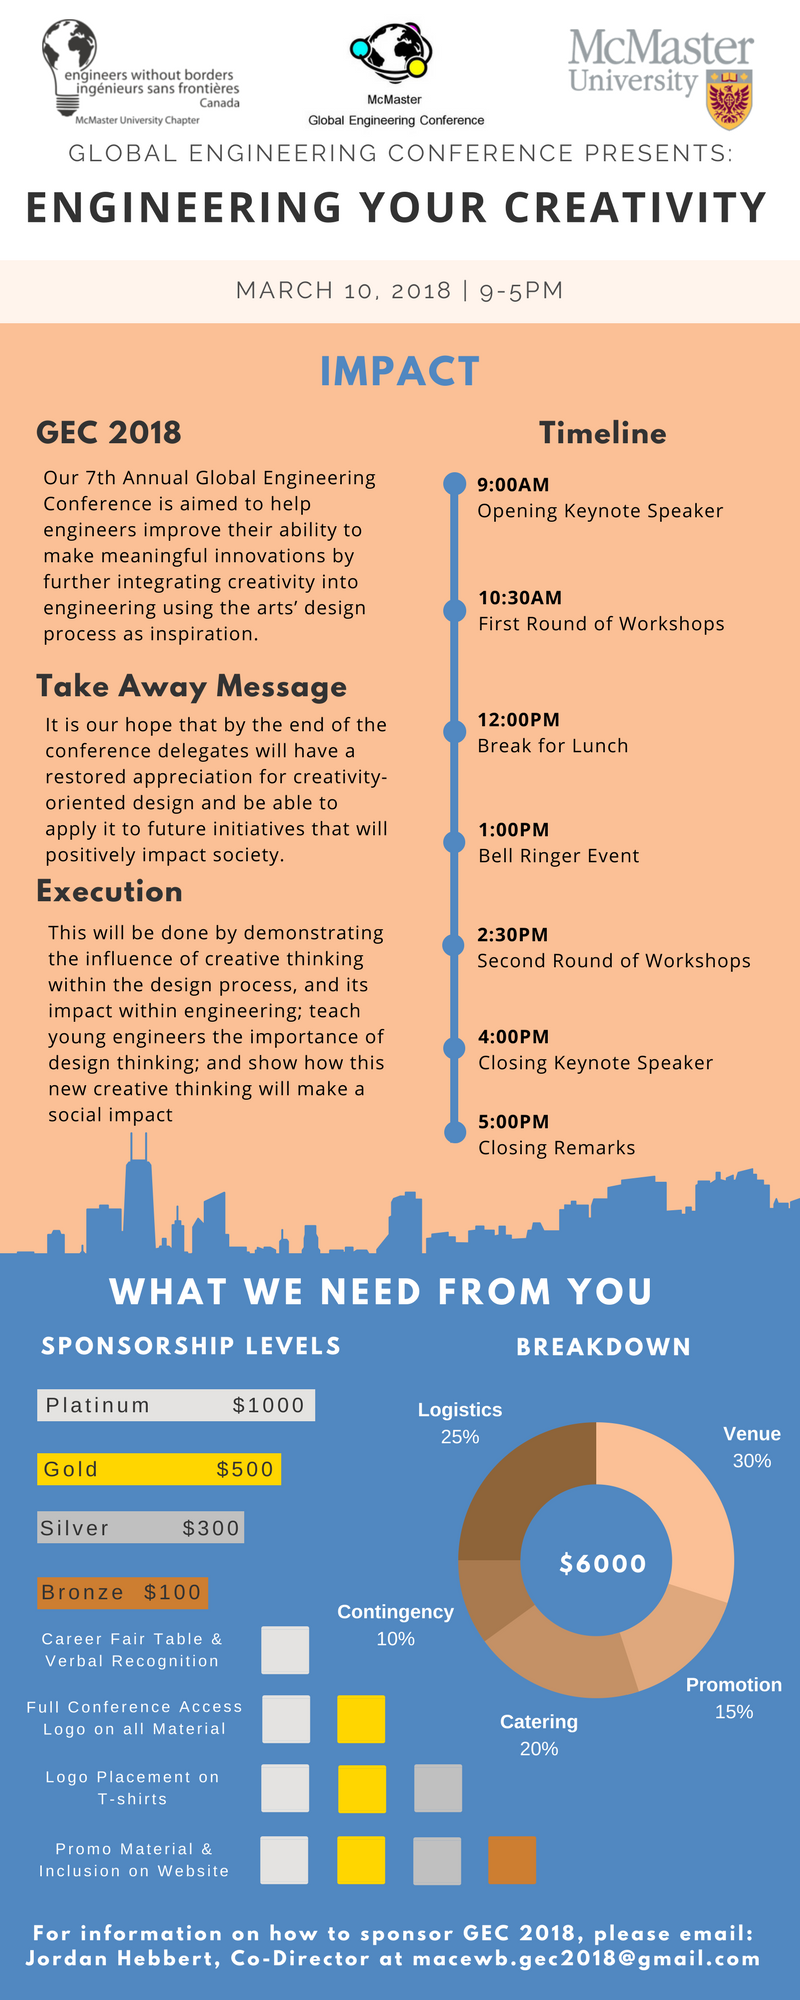 engineers without borders
ingénieurs sans frontières
Canada
McMaster University Chapter
McMaster
Global Engineering Conference
McMaster
University
GLOBAL ENGINEERING CONFERENCE PRESENTS:
ENGINEERING YOUR CREATIVITY
MARCH 10, 2018 | 9-5PM
IMPACT
GEC 2018
Our 7th Annual Global Engineering
Conference is aimed to help
engineers improve their ability to
make meaningful innovations by
further integrating creativity into
engineering using the arts’ design
process as inspiration.
Take Away Message
It is our hope that by the end of the
conference delegates will have a
restored appreciation for creativity-
oriented design and be able to
apply it to future initiatives that will
positively impact society.
Execution
This will be done by demonstrating
the influence of creative thinking
within the design process, and its
impact within engineering; teach
young engineers the importance of
design thinking; and show how this
new creative thinking will make a
social impact
Timeline
9:00AM
Opening Keynote Speaker
10:30AM
First Round of Workshops
12:00PM
Break for Lunch
1:00PM
Bell Ringer Event
2:30PM
Second Round of Workshops
4:00PM
Closing Keynote Speaker
5:00PM
Closing Remarks
WHAT WE NEED FROM YOU
SPONSORSHIP LEVELS
Platinum $1000
Gold $500
Silver $300
Bronze $100
Career Fair Table &
Verbal Recognition
Full Conference Access
Logo on all Material
Logo Placement on
T-shirts
Promo Material &
Inclusion on Website
BREAKDOWN
Logistics
25%
Venue
30%
$6000
Contingency
10%
Promotion
15%
Catering
20%
For information on how to sponsor GEC 2018, please email:
Jordan Hebbert, Co-Director at macewb.gec2018@gmail.com